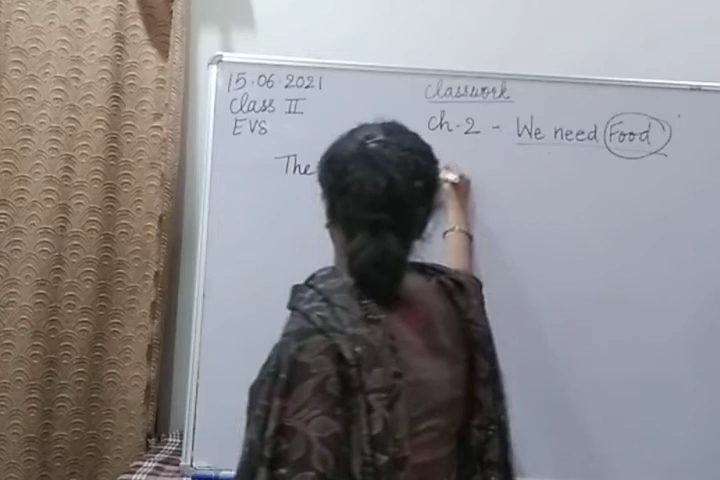 15.06.2021
Classwork
Class II
EVS
Ch.2 - We need Food
The